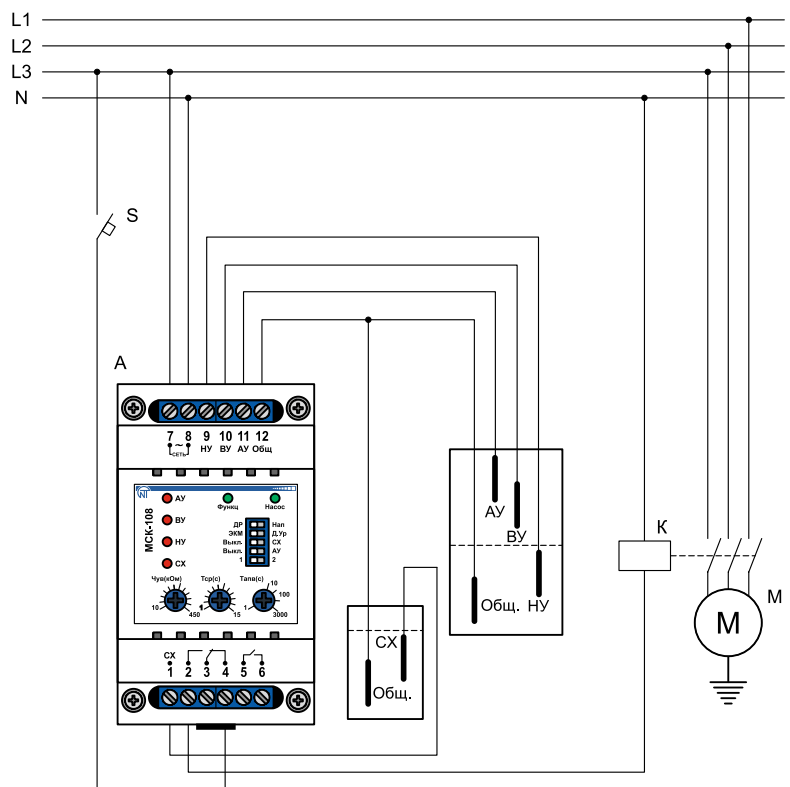 L1
L2
L3
N
S
A
7 8 9 10 11 12
~
СЕТЬ НУ ВУ АУ Общ
АУ
ВУ
НУ
СХ
МСК-108
Функц
Насос
ДР Нап
ЭКМ Д.Ур
Выкл. СХ
Выкл. АУ
1 2
Чув(кОм) Тср(с) Тапв(с)
10 450
1 15
1 10 100 3000
СХ
1 2 3 4 5 6
АУ
ВУ
Общ. НУ
СХ
Общ.
К
М
М